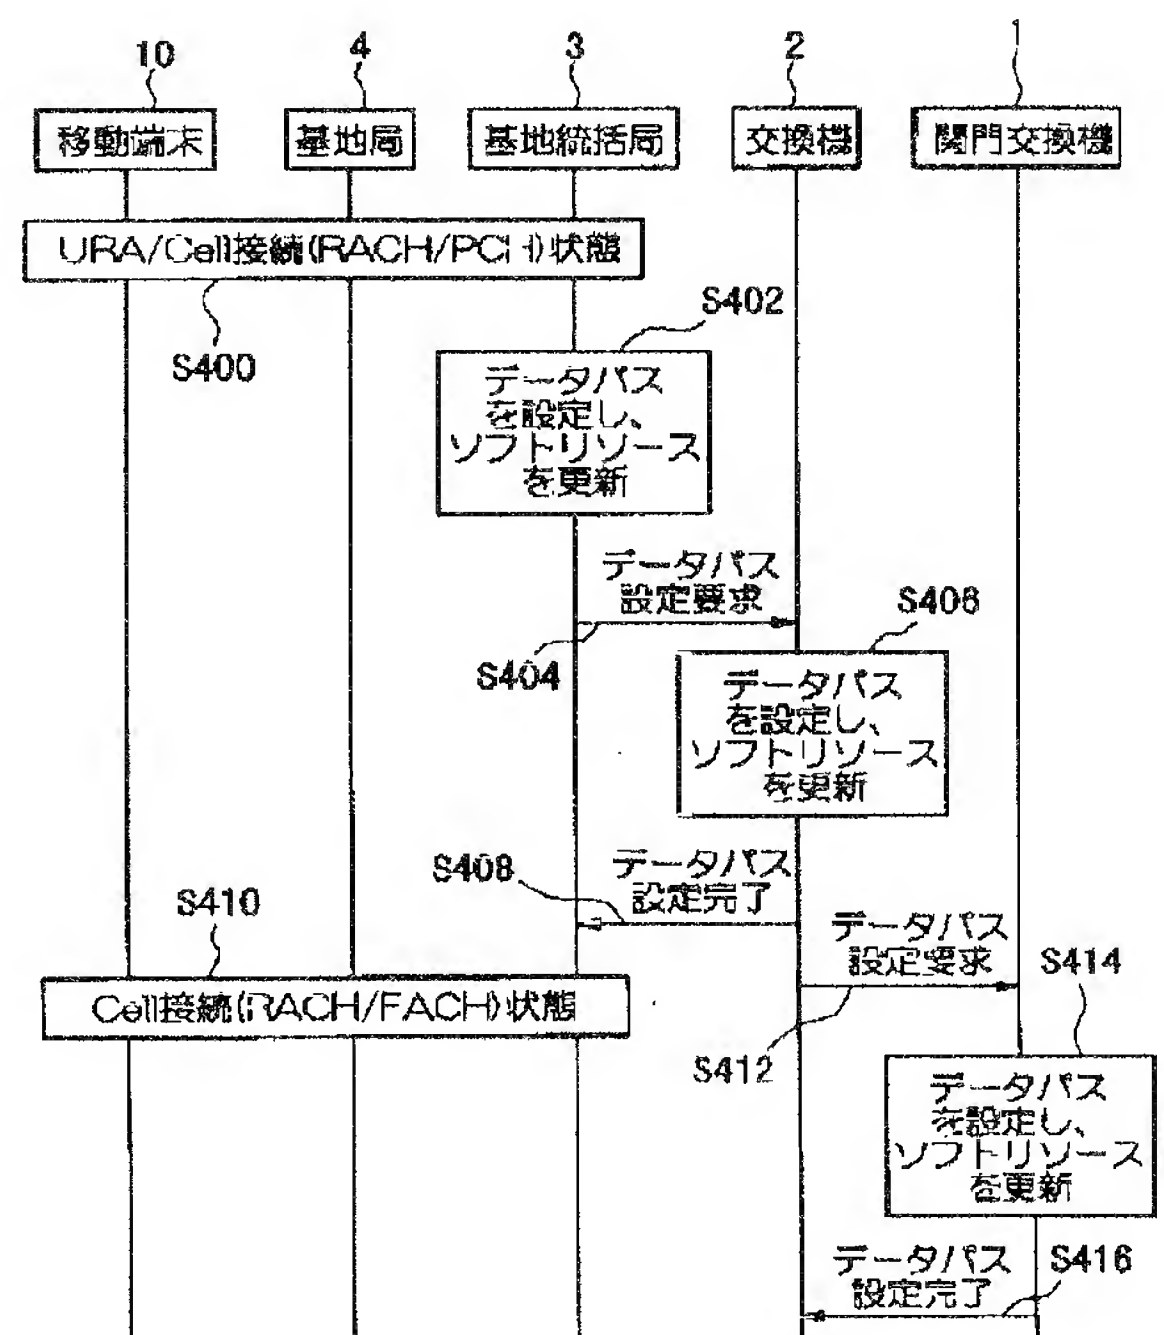 10
4
3
2
1
移動端末
基地局
基地統括局
交換機
関門交換機
URA/Cell接続(RACH/PCH)状態
S400
S402
データパス
を設定し、
ソフトリソース
を更新
データパス
設定要求
S404
S406
データパス
を設定し、
ソフトリソース
を更新
S408
データパス
設定完了
S410
Cell接続(RACH/FACH)状態
データパス
設定要求
S412
S414
データパス
を設定し、
ソフトリソース
を更新
データパス
設定完了
S416